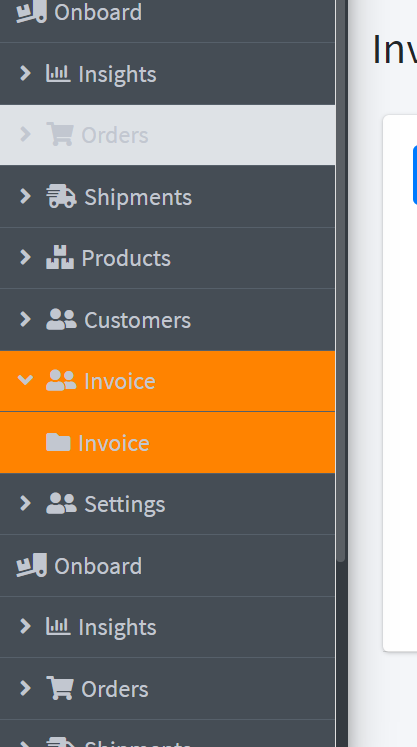 Onboard
Insights
Orders
Inv
Shipments
Products
Customers
Invoice
Invoice
Settings
Onboard
Insights
Orders
Shipments